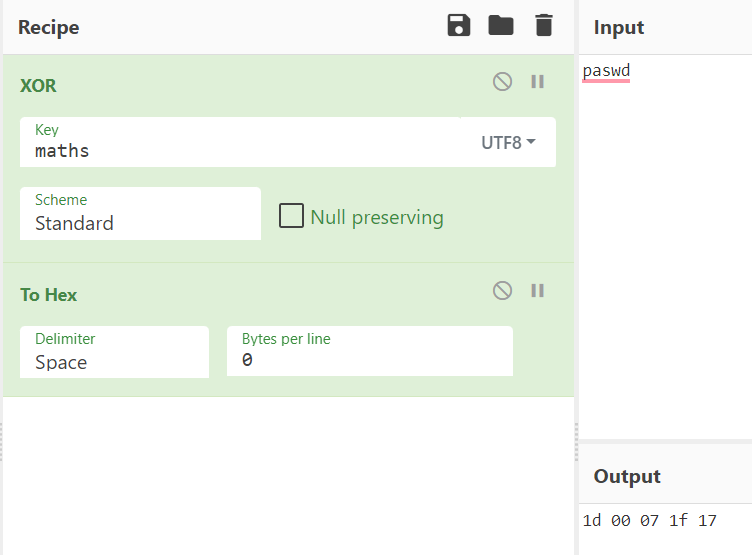 Recipe
XOR
Key
maths
UTF8
Scheme
Standard
Null preserving
To Hex
Delimiter
Space
Bytes per line
0
Input
paswd
Output
1d 00 07 1f 17